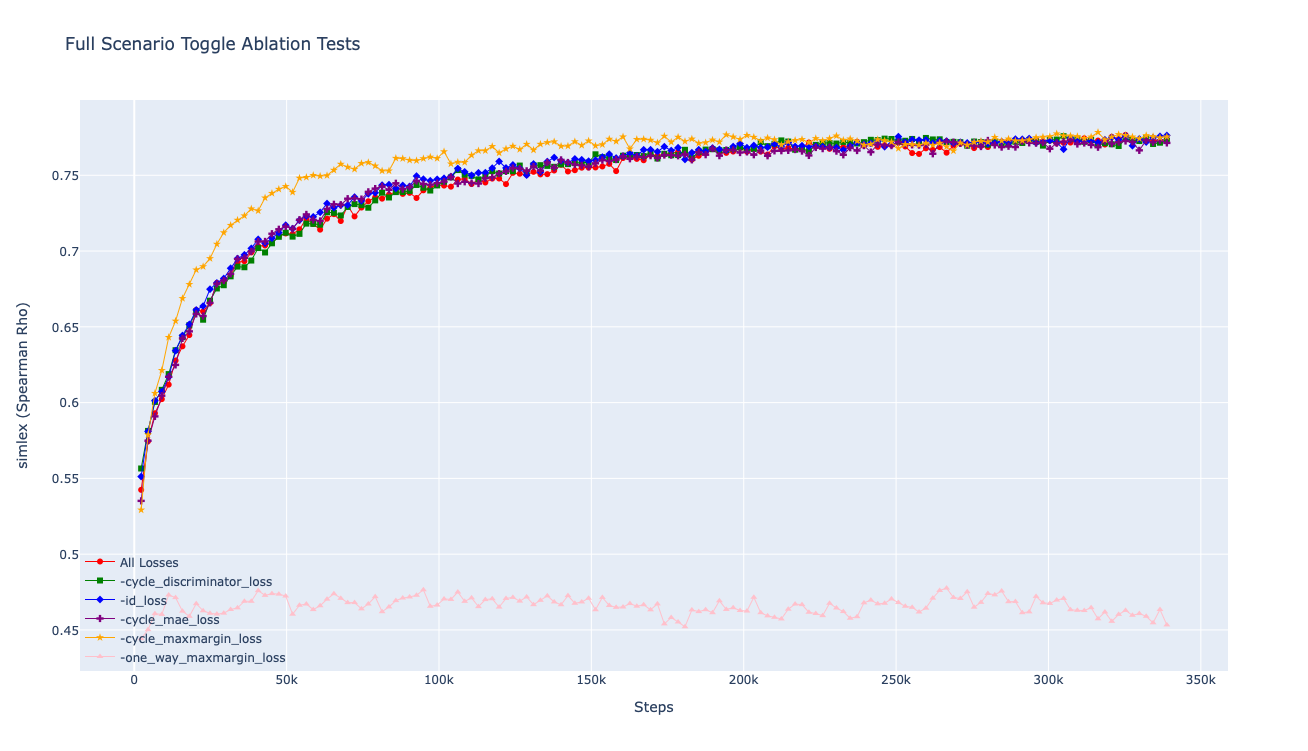 Full Scenario Toggle Ablation Tests
simlex (Spearman Rho)
0.75
0.7
0.65
0.6
0.55
0.5
0.45
All Losses
-cycle_discriminator_loss
-id_loss
-cycle_mae_loss
-cycle_maxmargin_loss
-one_way_maxmargin_loss
0 50k 100k 150k 200k 250k 300k 350k
Steps